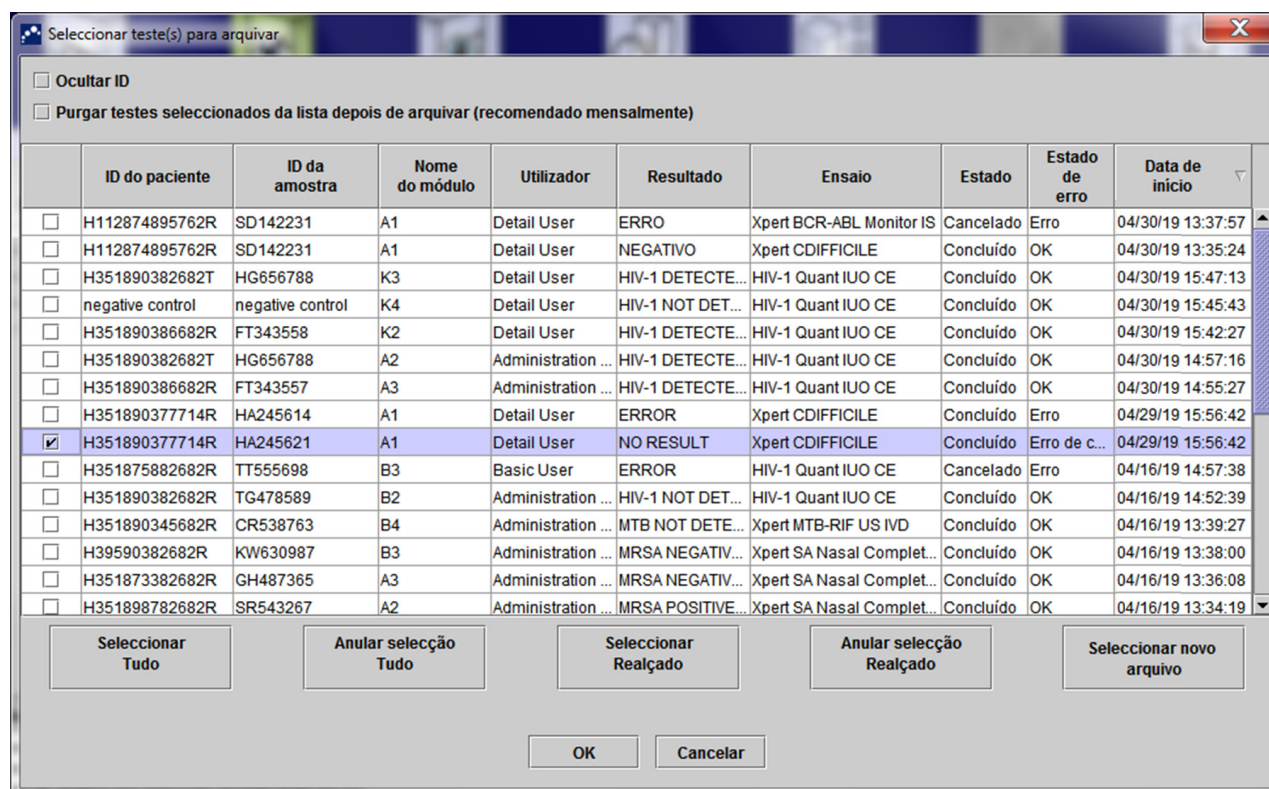 Seleccionar teste(s) para arquivar
Ocultar ID
Purgar testes seleccionados da lista depois de arquivar (recomendado mensalmente)
ID do paciente ID da amostra Nome do módulo Utilizador Resultado Ensaio Estado Estado de erro Data de início
H112874895762R SD142231 A1 Detail User ERRO Xpert BCR-ABL Monitor IS Cancelado Erro 04/30/19 13:37:57
H112874895762R SD142231 A1 Detail User NEGATIVO Xpert CDIFFICILE Concluído OK 04/30/19 13:35:24
H351890382682T HG656788 K3 Detail User HIV-1 DETECTE... HIV-1 Quant IUO CE Concluído OK 04/30/19 15:47:13
negative control negative control K4 Detail User HIV-1 NOT DET... HIV-1 Quant IUO CE Concluído OK 04/30/19 15:45:43
H351890386682R FT343558 K2 Detail User HIV-1 DETECTE... HIV-1 Quant IUO CE Concluído OK 04/30/19 15:42:27
H351890382682T HG656788 A2 Administration ... HIV-1 DETECTE... HIV-1 Quant IUO CE Concluído OK 04/30/19 14:57:16
H351890386682R FT343557 A3 Administration ... HIV-1 DETECTE... HIV-1 Quant IUO CE Concluído OK 04/30/19 14:55:27
H351890377714R HA245614 A1 Detail User ERROR Xpert CDIFFICILE Concluído Erro 04/29/19 15:56:42
H351890377714R HA245621 A1 Detail User NO RESULT Xpert CDIFFICILE Concluído Erro de c... 04/29/19 15:56:42
H351875882682R TT555698 B3 Basic User ERROR HIV-1 Quant IUO CE Cancelado Erro 04/16/19 14:57:38
H351890382682R TG478589 B2 Administration ... HIV-1 NOT DET... HIV-1 Quant IUO CE Concluído OK 04/16/19 14:52:39
H351890345682R CR538763 B4 Administration ... MTB NOT DETE... Xpert MTB-RIF US IVD Concluído OK 04/16/19 13:39:27
H39590382682R KW630987 B3 Administration ... MRSA NEGATIV... Xpert SA Nasal Complet... Concluído OK 04/16/19 13:38:00
H351873382682R GH487365 A3 Administration ... MRSA NEGATIV... Xpert SA Nasal Complet... Concluído OK 04/16/19 13:36:08
H351898782682R SR543267 A2 Administration ... MRSA POSITIVE... Xpert SA Nasal Complet... Concluído OK 04/16/19 13:34:19
Seleccionar Tudo
Anular selecção Tudo
Seleccionar Realçado
Anular selecção Realçado
Seleccionar novo arquivo
OK
Cancelar